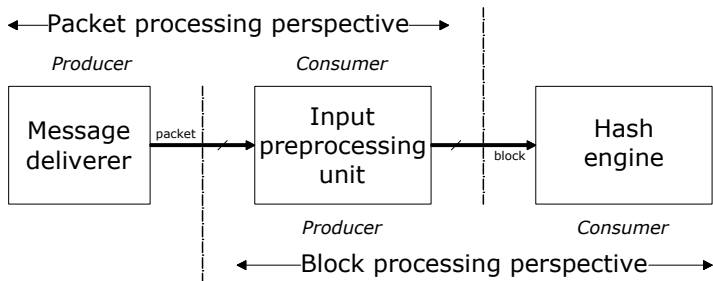 Packet processing perspective
Producer
Consumer
Message
deliverer
packet
Input
preprocessing
unit
block
Hash
engine
Producer
Consumer
Block processing perspective